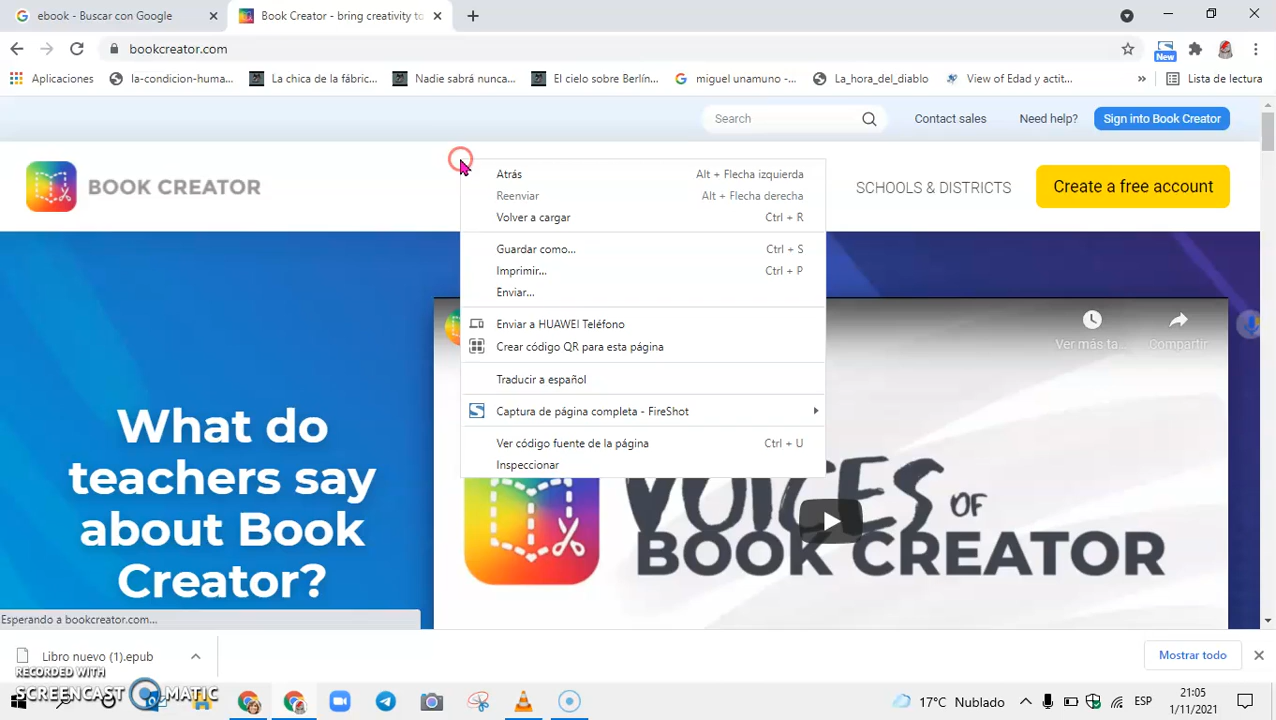 ebook - Buscar con Google
Book Creator - bring creativity to
bookcreator.com
New
Aplicaciones
la-condicion-huma...
La chica de la fábric...
Nadie sabrá nunca...
El cielo sobre Berlín...
miguel unamuno -...
La_hora_del_diablo
View of Edad y actit...
»
Lista de lectura
Search
Contact sales
Need help?
Sign into Book Creator
BOOK CREATOR
SCHOOLS & DISTRICTS
Create a free account
Atrás Alt + Flecha izquierda
Reenviar Alt + Flecha derecha
Volver a cargar Ctrl + R
Guardar como... Ctrl + S
Imprimir... Ctrl + P
Enviar...
Enviar a HUAWEI Teléfono
Crear código QR para esta página
Traducir a español
Captura de página completa - FireShot
Ver código fuente de la página Ctrl + U
Inspeccionar
Ver más ta...
Compartir
What do
teachers say
about Book
Creator?
VOICES OF
BOOK CREATOR
Esperando a bookcreator.com...
Libro nuevo (1).epub
Mostrar todo
RECORDED WITH
SCREENCAST MATIC
17°C Nublado
ESP
21:05
1/11/2021